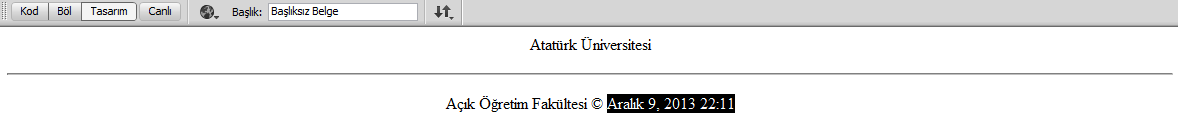 Kod Böl Tasarım Canlı Başlık: Başlıksız Belge
Atatürk Üniversitesi
Açık Öğretim Fakültesi © Aralık 9, 2013 22:11